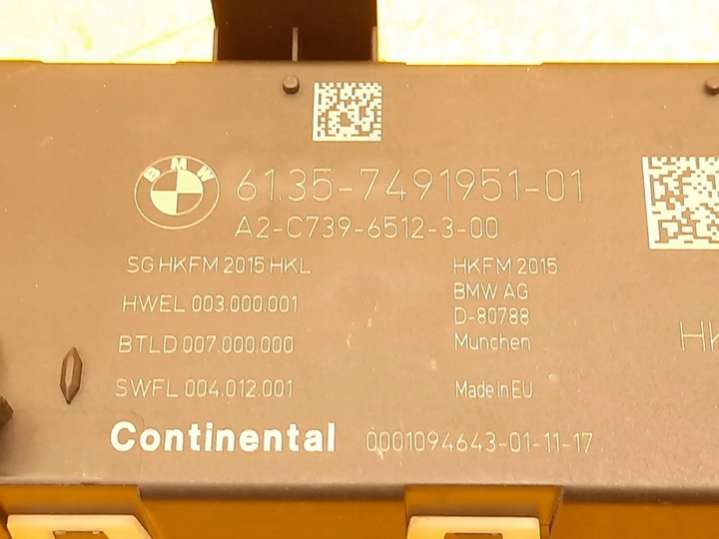 BMW
61.35-7491951-01
A2-C739-6512-3-00
SG HKFM 2015 HKL
HKFM 2015
HWEL 003.000.001
BMW AG
D-80788
BTLD 007.000.000
Munchen
SWFL 004.012.001
Made in EU
Continental 0001094643-01-11-17